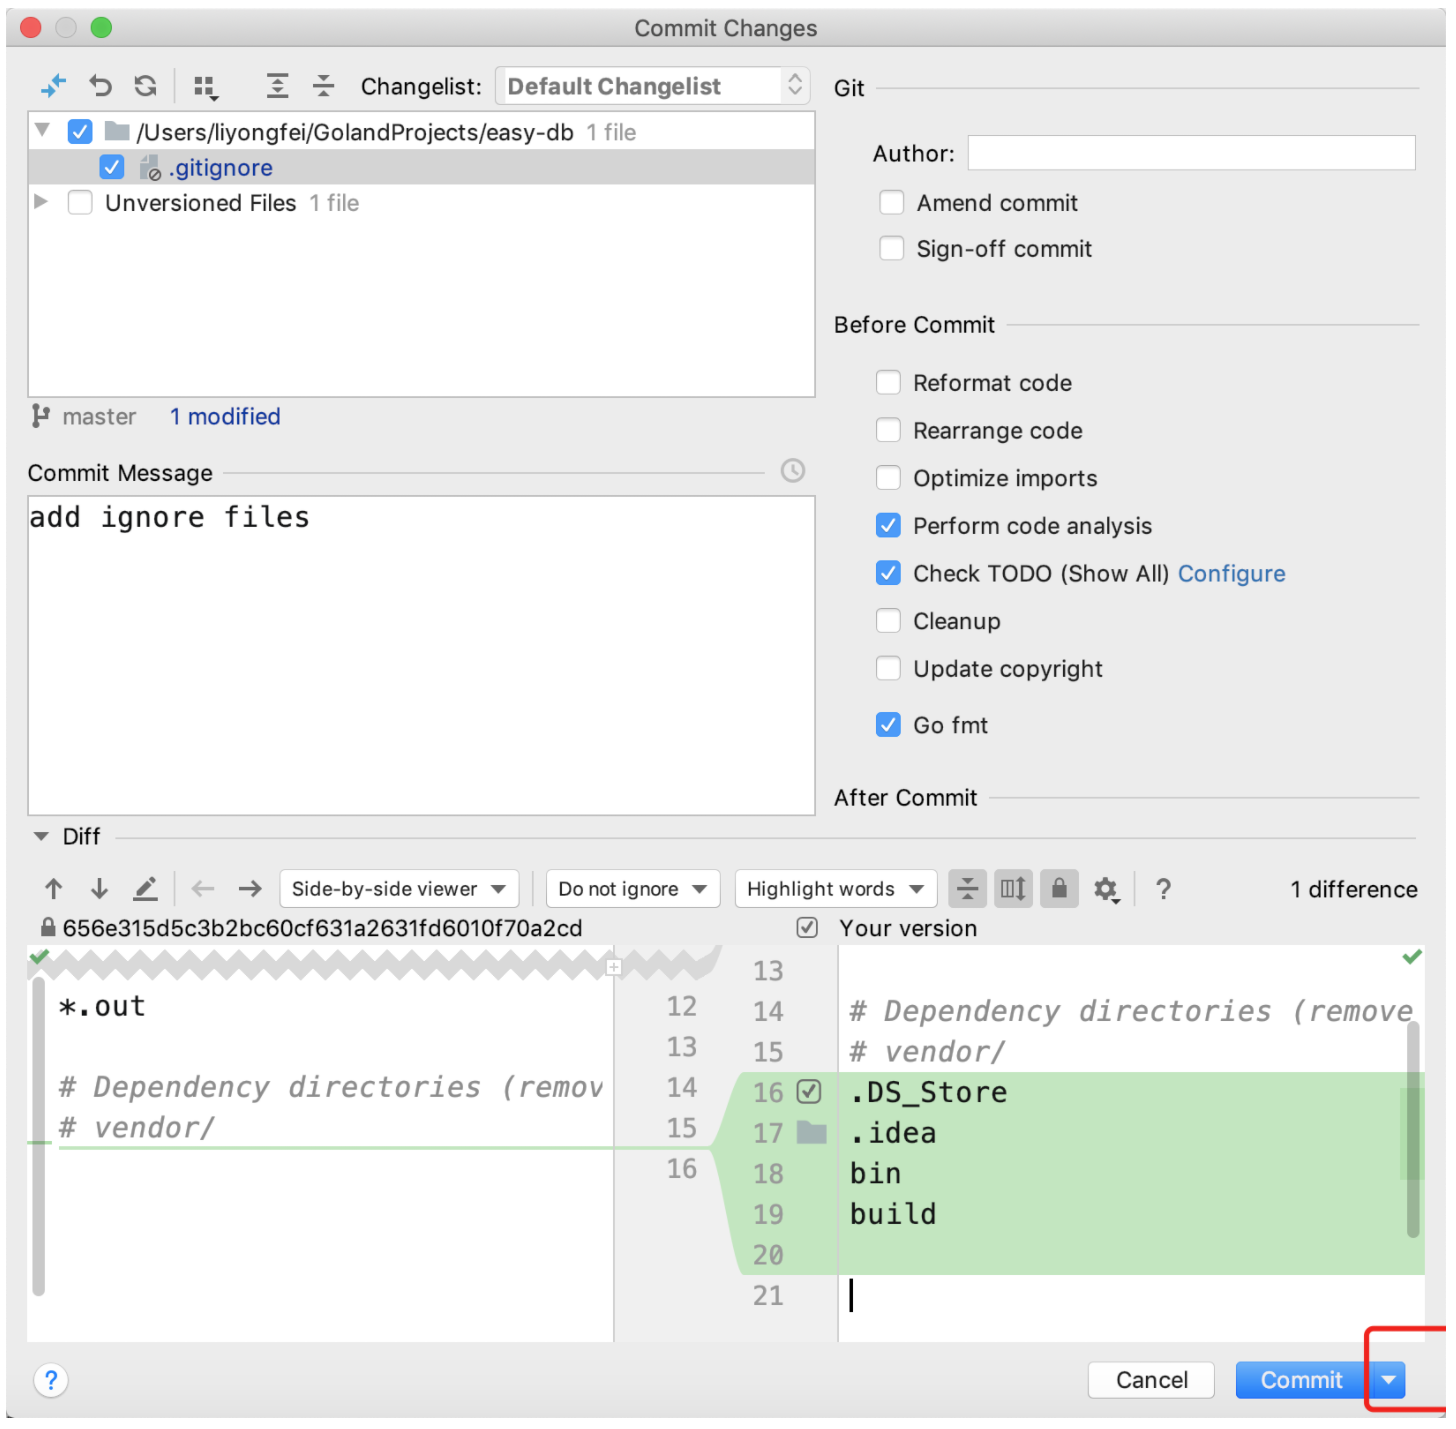 Commit Changes
Changelist: Default Changelist
/Users/liyongfei/GolandProjects/easy-db 1 file
.gitignore
Unversioned Files 1 file
master 1 modified
Commit Message
add ignore files
Git
Author:
Amend commit
Sign-off commit
Before Commit
Reformat code
Rearrange code
Optimize imports
Perform code analysis
Check TODO (Show All) Configure
Cleanup
Update copyright
Go fmt
After Commit
Diff
Side-by-side viewer Do not ignore Highlight words ? 1 difference
656e315d5c3b2bc60cf631a2631fd6010f70a2cd
Your version
*.out 12
13
# Dependency directories (remov 14
# vendor/ 15
16
13
14 # Dependency directories (remove
15 # vendor/
16 .DS_Store
17 .idea
18 bin
19 build
20
21
? Cancel Commit